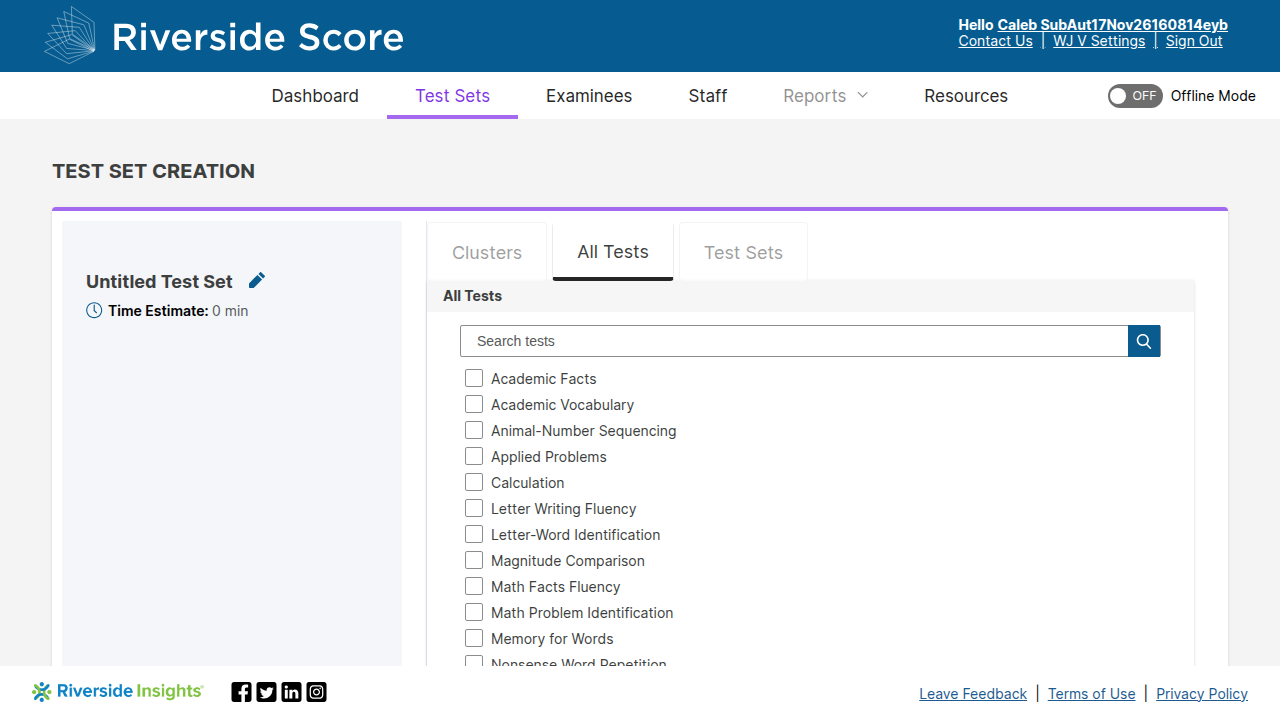 Riverside Score
Hello Caleb SubAut17Nov26160814eyb
Contact Us | WJ V Settings | Sign Out
Dashboard
Test Sets
Examinees
Staff
Reports
Resources
OFF
Offline Mode
TEST SET CREATION
Untitled Test Set
Time Estimate: 0 min
Clusters
All Tests
Test Sets
All Tests
Search tests
Academic Facts
Academic Vocabulary
Animal-Number Sequencing
Applied Problems
Calculation
Letter Writing Fluency
Letter-Word Identification
Magnitude Comparison
Math Facts Fluency
Math Problem Identification
Memory for Words
Nonsense Word Repetition
Riverside Insights
Leave Feedback | Terms of Use | Privacy Policy